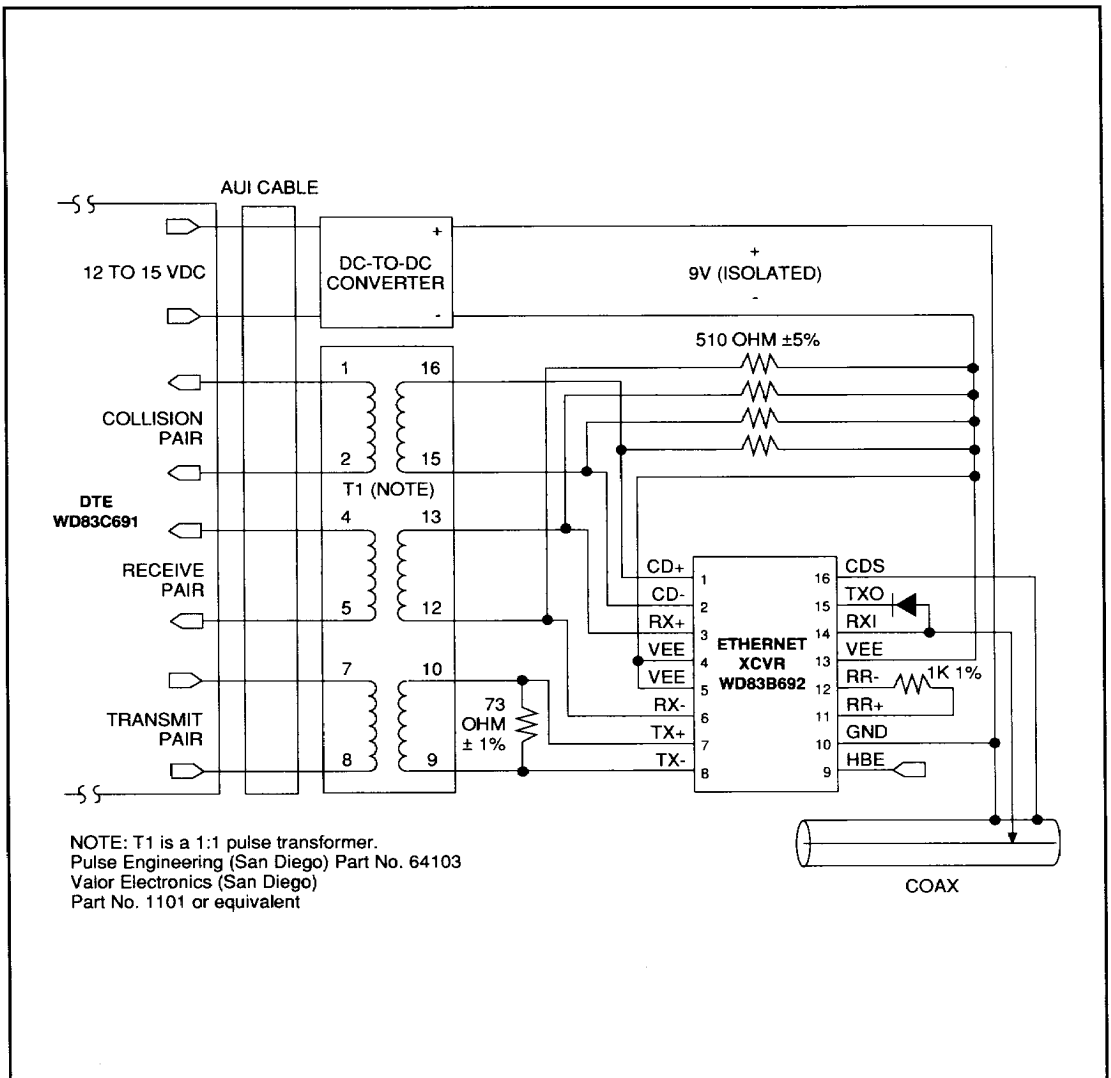 AUI CABLE
+
DC-TO-DC
CONVERTER
-
12 TO 15 VDC
+
9V (ISOLATED)
-
510 OHM ±5%
1
16
COLLISION
PAIR
2
15
T1 (NOTE)
DTE
WD83C691
4
13
RECEIVE
PAIR
5
12
7
10
TRANSMIT
PAIR
8
9
73
OHM
± 1%
CD+
CD-
RX+
VEE
VEE
RX-
TX+
TX-
1
2
3
4
5
6
7
8
ETHERNET
XCVR
WD83B692
16
15
14
13
12
11
10
9
CDS
TXO
RXI
VEE
RR-
RR+
GND
HBE
1K 1%
COAX
NOTE: T1 is a 1:1 pulse transformer.
Pulse Engineering (San Diego) Part No. 64103
Valor Electronics (San Diego)
Part No. 1101 or equivalent